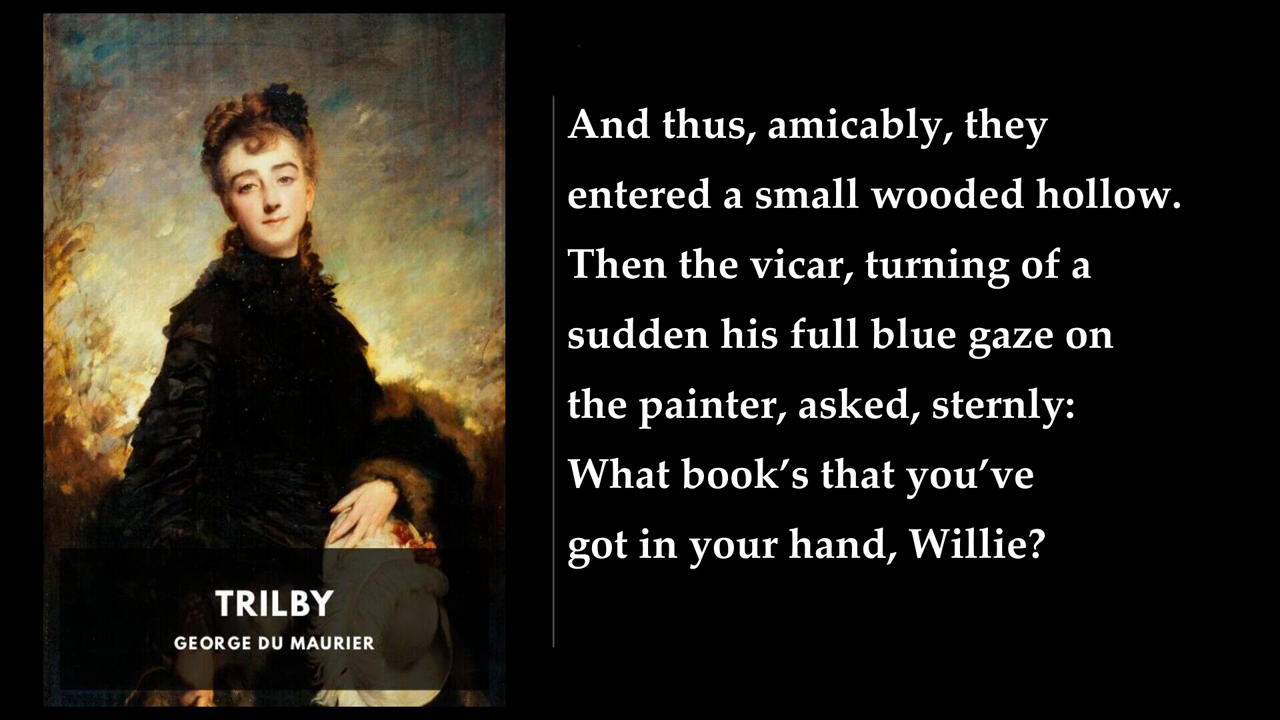 TRILBY
GEORGE DU MAURIER
And thus, amicably, they
entered a small wooded hollow.
Then the vicar, turning of a
sudden his full blue gaze on
the painter, asked, sternly:
What book’s that you’ve
got in your hand, Willie?